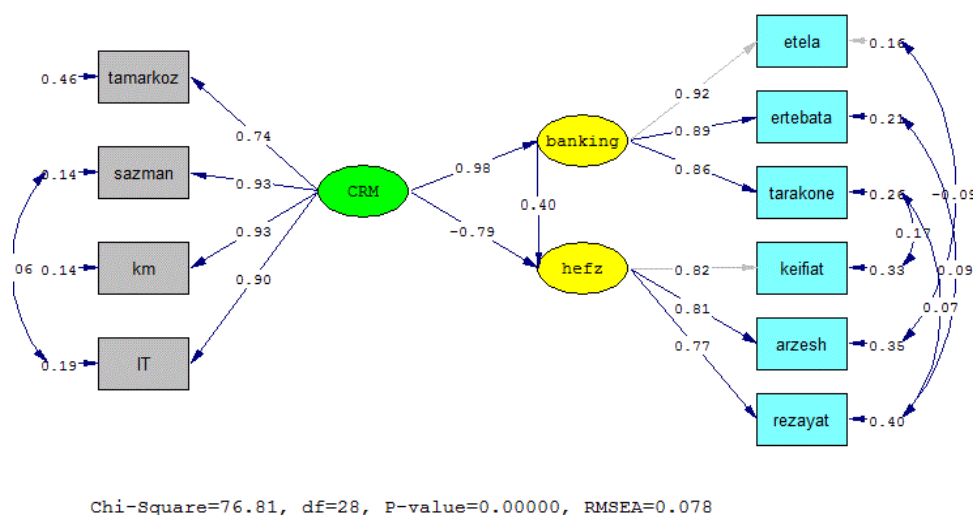 etela
0.16
0.46
tamarkoz
0.92
ertebata
0.21
0.74
banking
0.89
0.14
sazman
0.93
CRM
0.98
0.86
tarakone
0.26
-0.09
0.40
0.17
-0.79
0.93
06
0.14
km
0.90
hefz
0.82
keifiat
0.33
0.09
0.81
0.07
0.77
arzesh
0.35
0.19
IT
rezayat
0.40
Chi-Square=76.81, df=28, P-value=0.00000, RMSEA=0.078